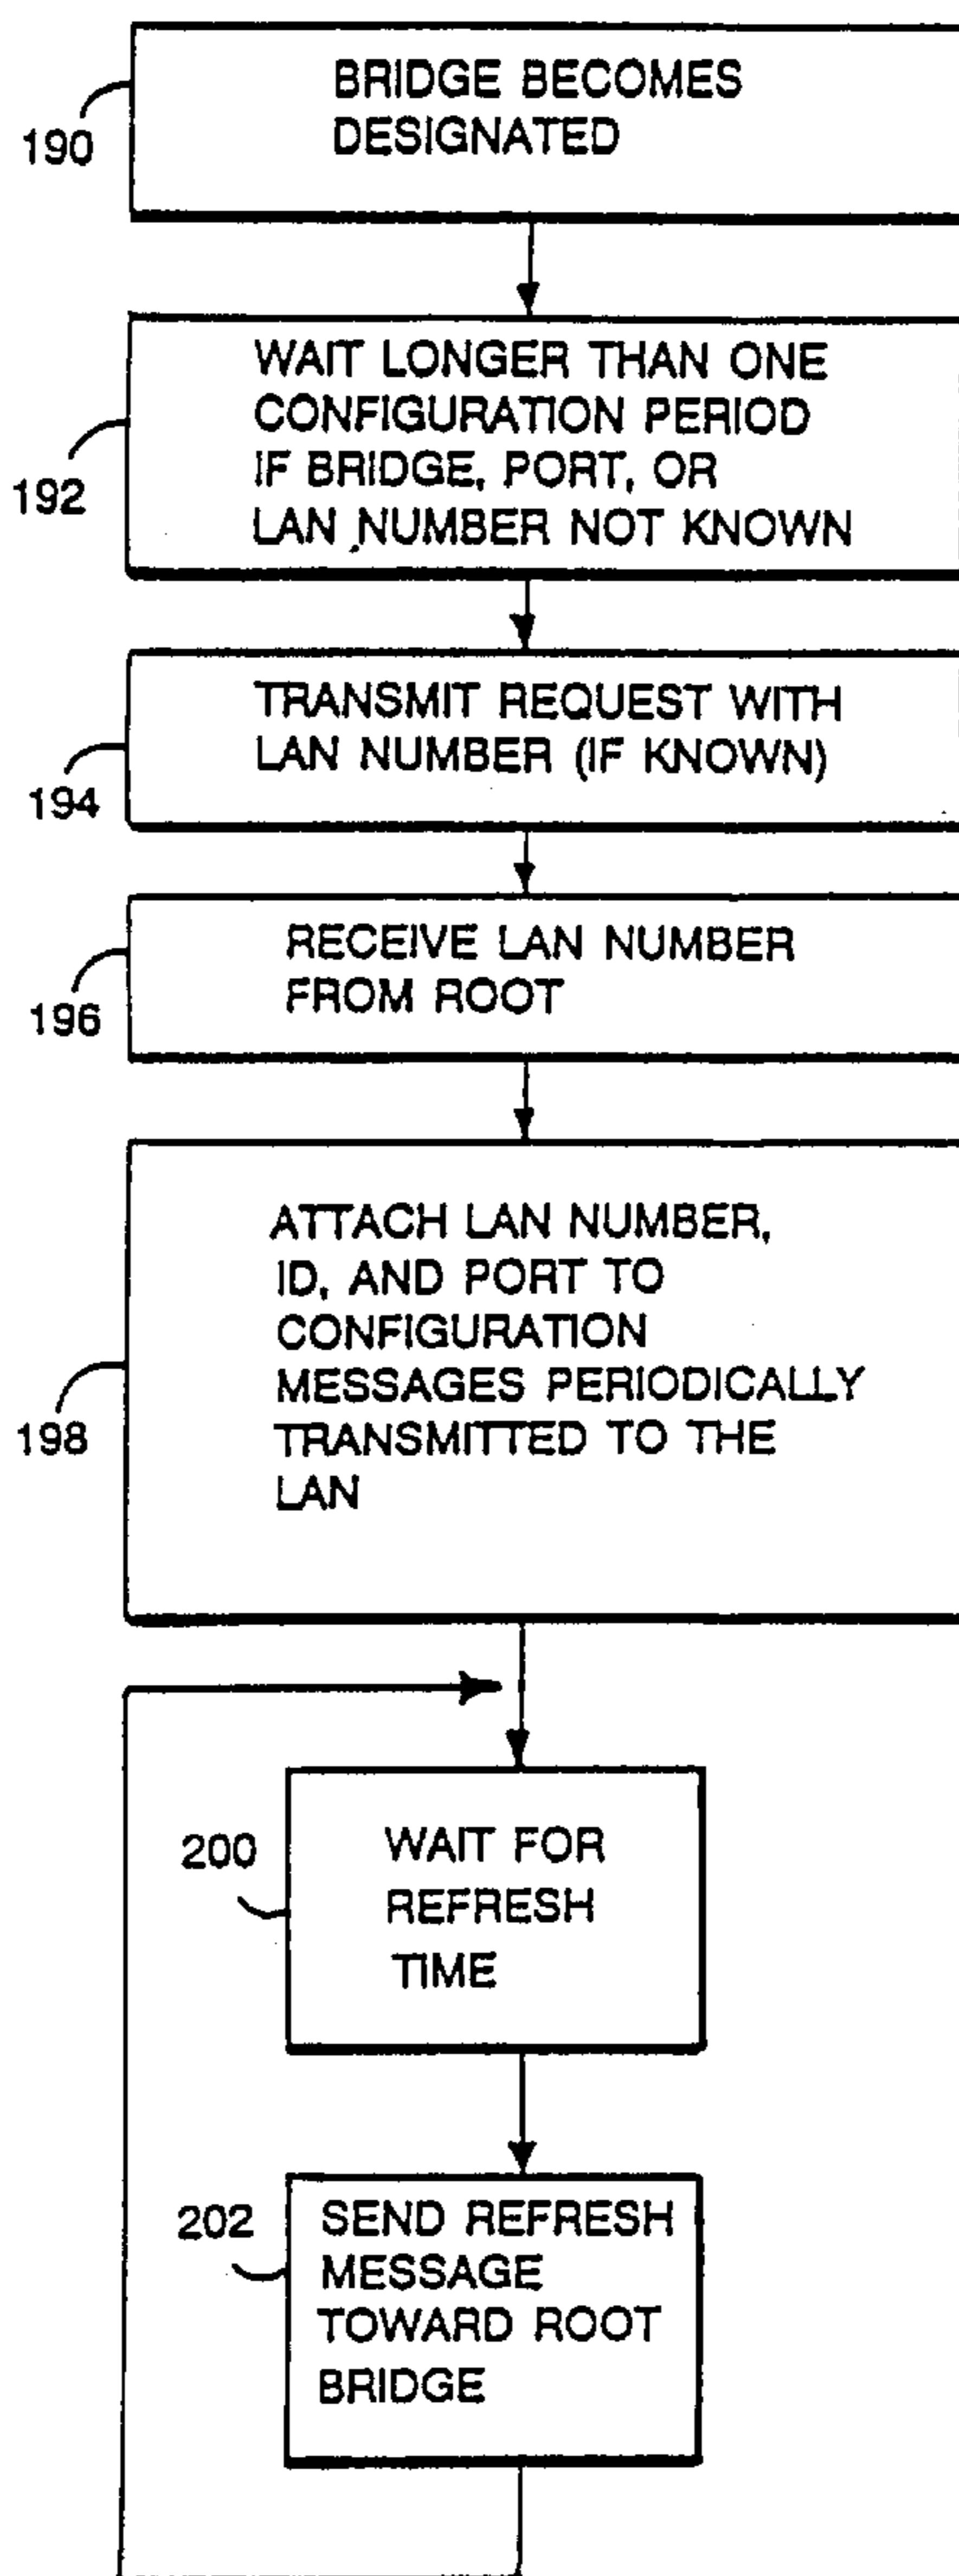 BRIDGE BECOMES
DESIGNATED
190
WAIT LONGER THAN ONE
CONFIGURATION PERIOD
IF BRIDGE, PORT, OR
LAN NUMBER NOT KNOWN
192
TRANSMIT REQUEST WITH
LAN NUMBER (IF KNOWN)
194
RECEIVE LAN NUMBER
FROM ROOT
196
ATTACH LAN NUMBER,
ID, AND PORT TO
CONFIGURATION
MESSAGES PERIODICALLY
TRANSMITTED TO THE
LAN
198
200
WAIT FOR
REFRESH
TIME
202
SEND REFRESH
MESSAGE
TOWARD ROOT
BRIDGE